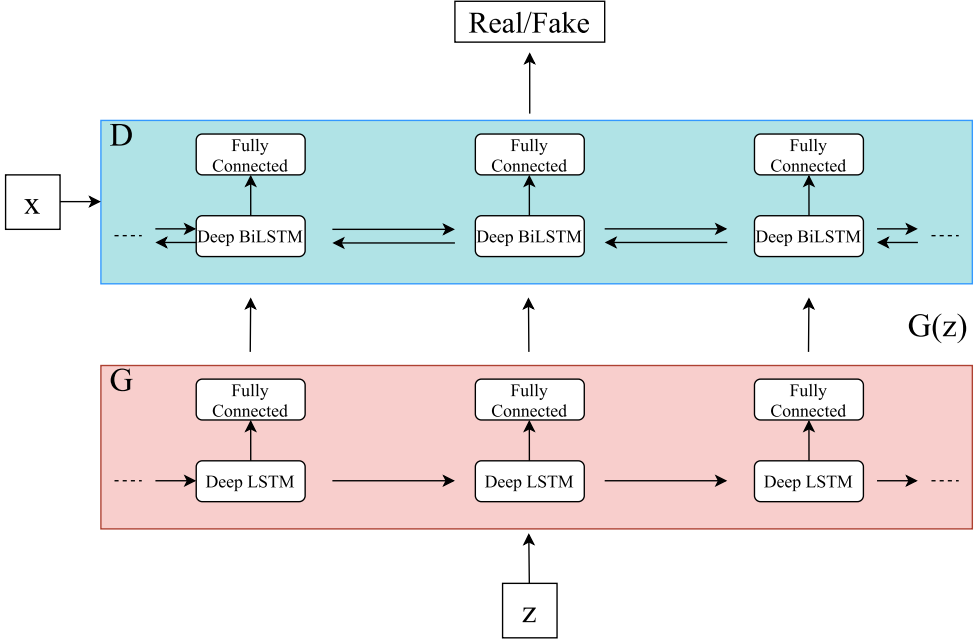 Real/Fake
D
Fully
Connected
Fully
Connected
Fully
Connected
x
Deep BiLSTM
Deep BiLSTM
Deep BiLSTM
G(z)
G
Fully
Connected
Fully
Connected
Fully
Connected
Deep LSTM
Deep LSTM
Deep LSTM
z